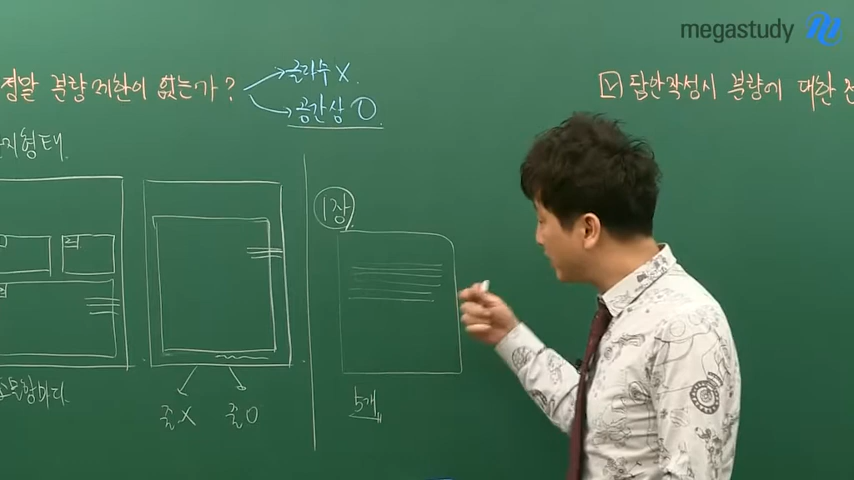 megastudy
정말 분량 제한이 없는가?
글자수 X.
공간상 O
답안작성시 분량에 대한
지형태.
1장
줄X 줄O
5개